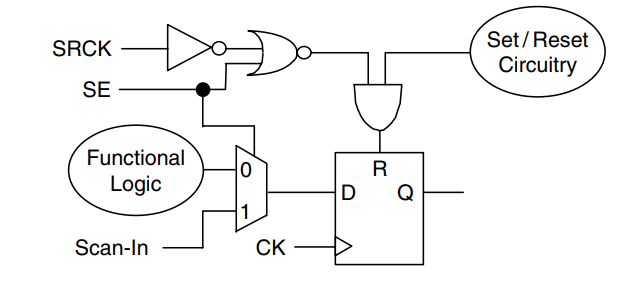 SRCK
SE
Set / Reset
Circuitry
Functional
Logic
0
1
Scan-In
R
D
Q
CK